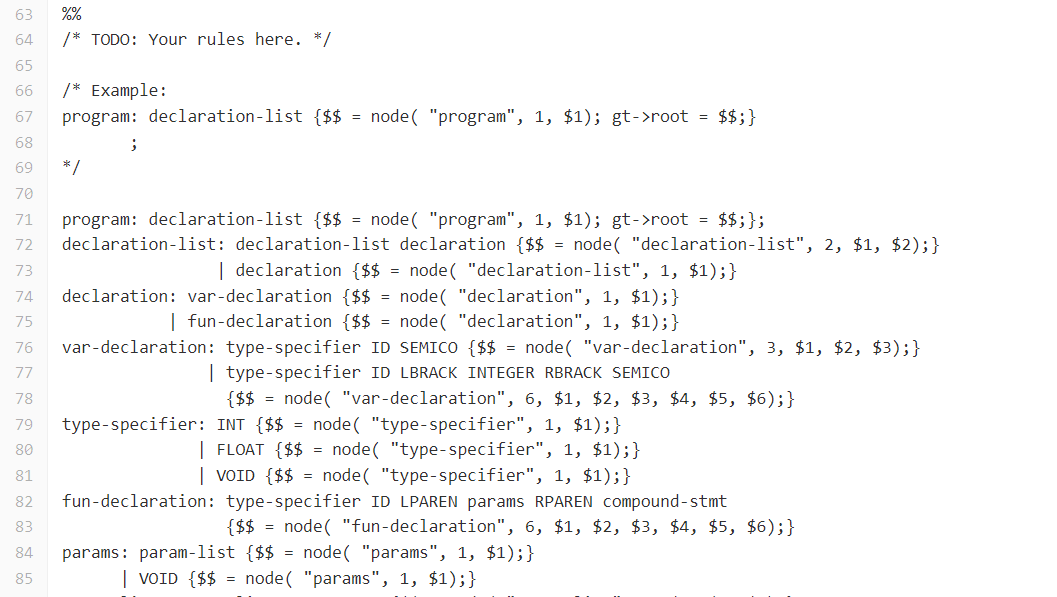 63 %%
64 /* TODO: Your rules here. */
65
66 /* Example:
67 program: declaration-list {$$ = node( "program", 1, $1); gt->root = $$;}
68 ;
69 */
70
71 program: declaration-list {$$ = node( "program", 1, $1); gt->root = $$;};
72 declaration-list: declaration-list declaration {$$ = node( "declaration-list", 2, $1, $2);}
73 | declaration {$$ = node( "declaration-list", 1, $1);}
74 declaration: var-declaration {$$ = node( "declaration", 1, $1);}
75 | fun-declaration {$$ = node( "declaration", 1, $1);}
76 var-declaration: type-specifier ID SEMICO {$$ = node( "var-declaration", 3, $1, $2, $3);}
77 | type-specifier ID LBRACK INTEGER RBRACK SEMICO
78 {$$ = node( "var-declaration", 6, $1, $2, $3, $4, $5, $6);}
79 type-specifier: INT {$$ = node( "type-specifier", 1, $1);}
80 | FLOAT {$$ = node( "type-specifier", 1, $1);}
81 | VOID {$$ = node( "type-specifier", 1, $1);}
82 fun-declaration: type-specifier ID LPAREN params RPAREN compound-stmt
83 {$$ = node( "fun-declaration", 6, $1, $2, $3, $4, $5, $6);}
84 params: param-list {$$ = node( "params", 1, $1);}
85 | VOID {$$ = node( "params", 1, $1);}